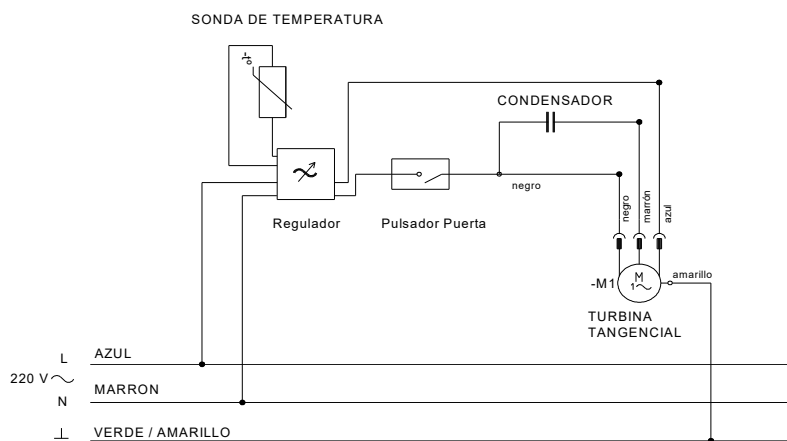 SONDA DE TEMPERATURA
-tº
CONDENSADOR
negro
negro
marrón
azul
Regulador
Pulsador Puerta
-M1
M
1
amarillo
TURBINA
TANGENCIAL
L
AZUL
220 V
MARRON
N
VERDE / AMARILLO